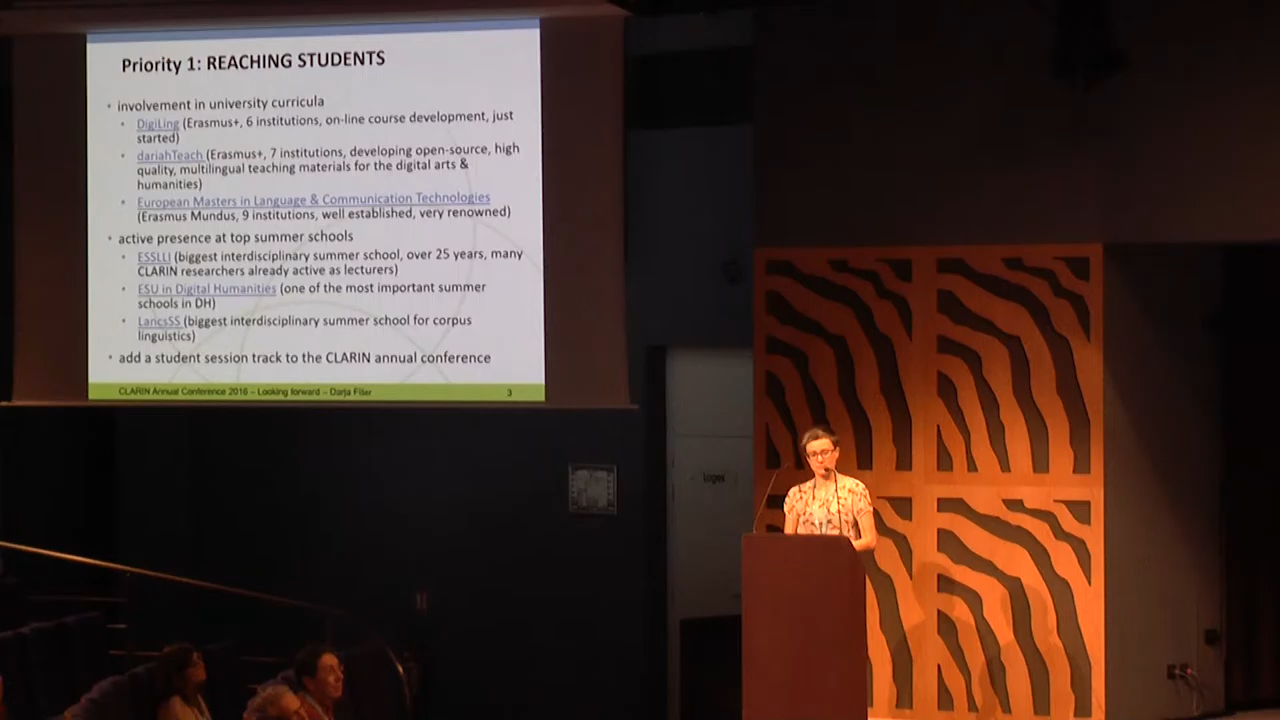 Priority 1: REACHING STUDENTS
• involvement in university curricula
• DigiLing (Erasmus+, 6 institutions, on-line course development, just
started)
• dariahTeach (Erasmus+, 7 institutions, developing open-source, high
quality, multilingual teaching materials for the digital arts &
humanities)
• European Masters in Language & Communication Technologies
(Erasmus Mundus, 9 institutions, well established, very renowned)
• active presence at top summer schools
• ESSLLI (biggest interdisciplinary summer school, over 25 years, many
CLARIN researchers already active as lecturers)
• ESU in Digital Humanities (one of the most important summer
schools in DH)
• LancsSS (biggest interdisciplinary summer school for corpus
linguistics)
• add a student session track to the CLARIN annual conference
CLARIN Annual Conference 2016 – Looking forward – Darja Fišer 3
Loges